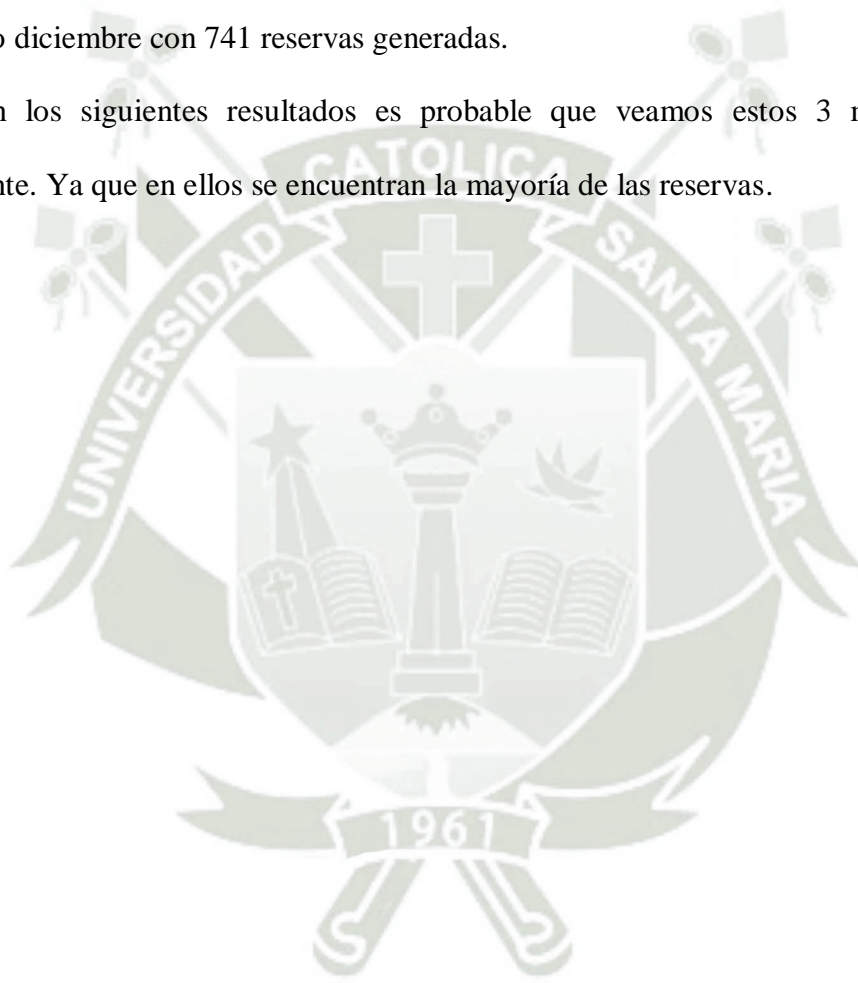 diciembre con 741 reservas generadas.
los siguientes resultados es probable que veamos estos 3
Ya que en ellos se encuentran la mayoría de las reservas.
UNIVERSIDAD CATOLICA SANTA MARIA
1961